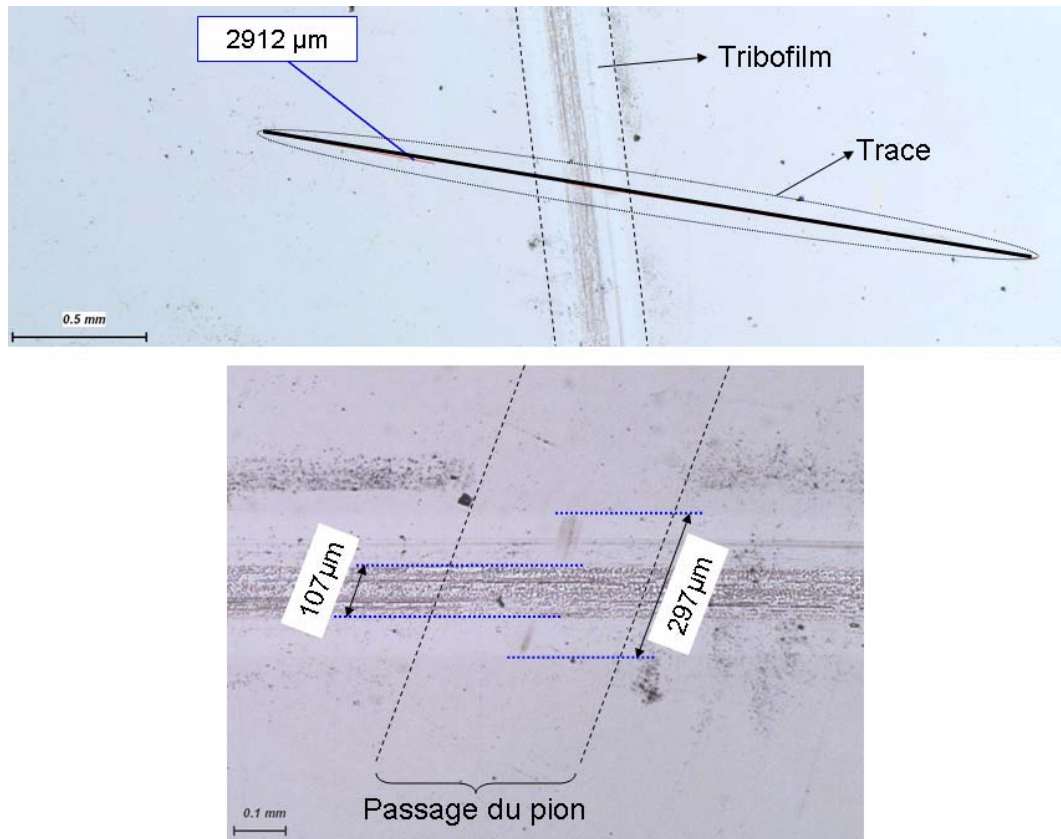 2912 µm
Tribofilm
Trace
0.5 mm
107µm
297µm
Passage du pion
0.1 mm